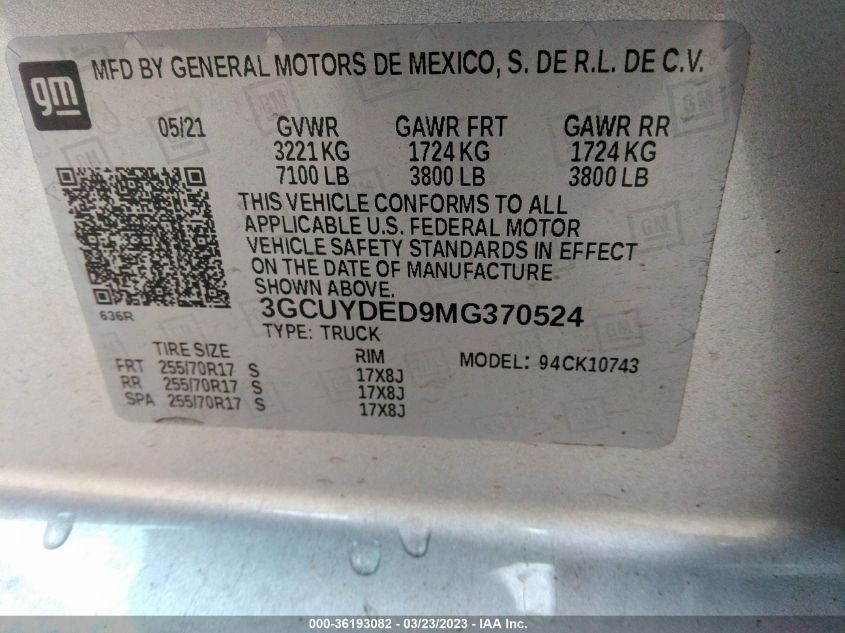 gm
MFD BY GENERAL MOTORS DE MEXICO, S. DE R.L. DE C.V.
05/21 GVWR GAWR FRT GAWR RR
3221 KG 1724 KG 1724 KG
7100 LB 3800 LB 3800 LB
THIS VEHICLE CONFORMS TO ALL
APPLICABLE U.S. FEDERAL MOTOR
VEHICLE SAFETY STANDARDS IN EFFECT
ON THE DATE OF MANUFACTURE
SHOWN ABOVE.
3GCUYDED9MG370524
636R
TYPE: TRUCK
TIRE SIZE RIM MODEL: 94CK10743
FRT 255/70R17 S 17X8J
RR 255/70R17 S 17X8J
SPA 255/70R17 S 17X8J
000-36193082 - 03/23/2023 - IAA Inc.